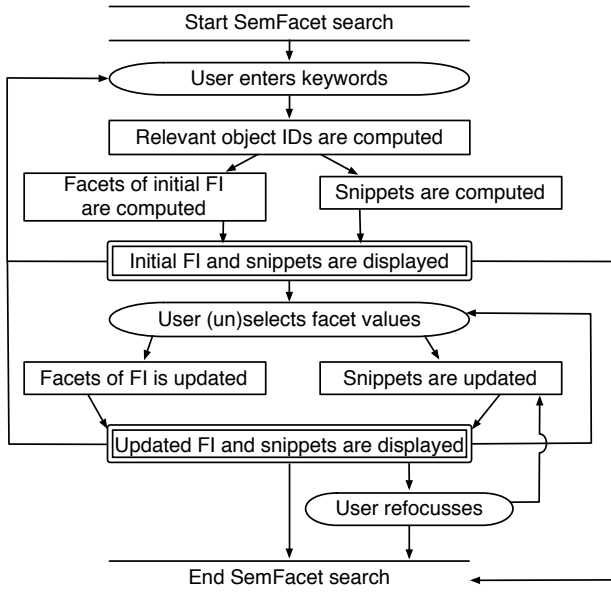 Start SemFacet search
User enters keywords
Relevant object IDs are computed
Facets of initial FI
are computed
Snippets are computed
Initial FI and snippets are displayed
User (un)selects facet values
Facets of FI is updated
Snippets are updated
Updated FI and snippets are displayed
User refocusses
End SemFacet search